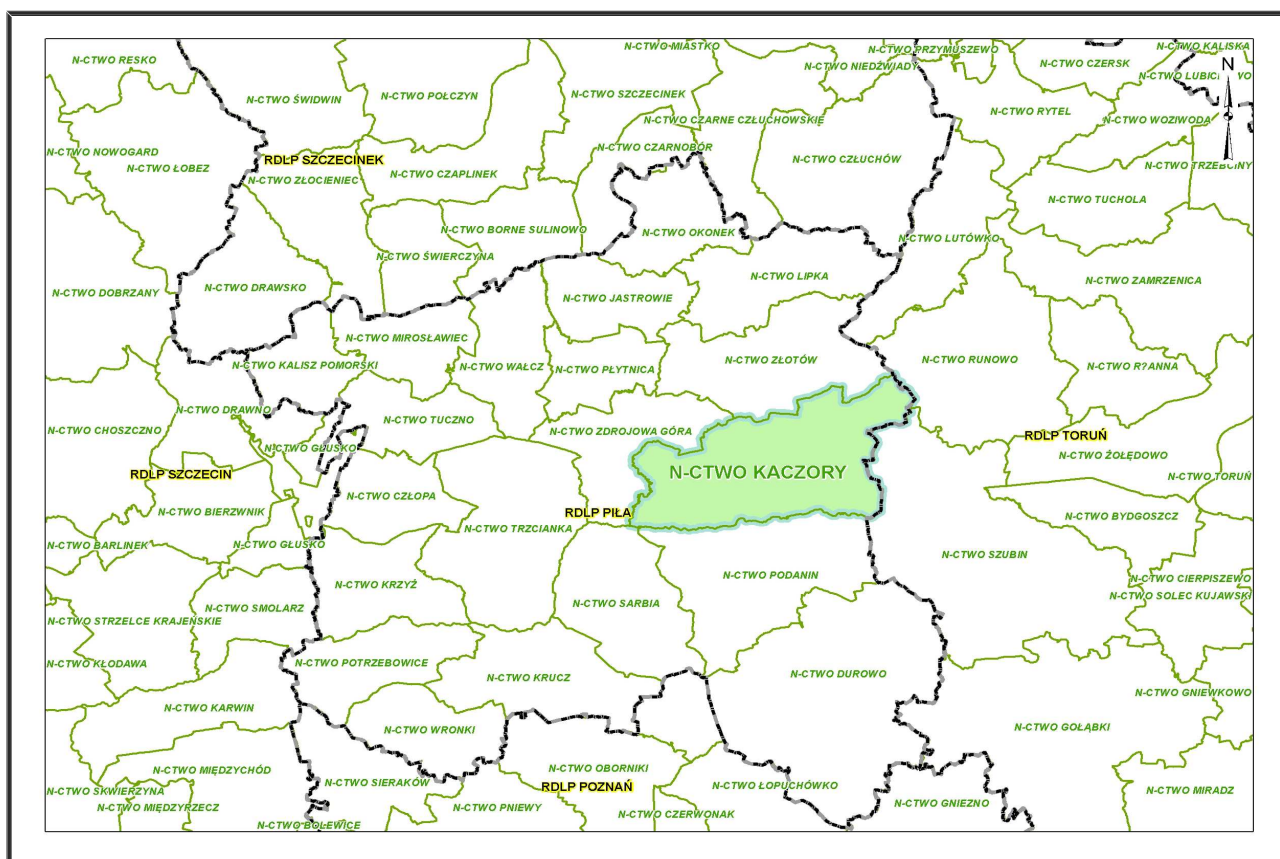 N-CTWO MIASTKO
N-CTWO PRZYMUSZEWO
N-CTWO KALISKA
N-CTWO RESKO
N-CTWO NIEDŹWIADY
N-CTWO CZERSK
N
N-CTWO ŚWIDWIN
N-CTWO POŁCZYN
N-CTWO SZCZECINEK
N-CTWO RYTEL
N-CTWO CZARNE CZŁUCHOWSKIE
N-CTWO WOZIWODA
N-CTWO NOWOGARD
N-CTWO CZARNOBÓR
RDLP SZCZECINEK
N-CTWO CZŁUCHÓW
N-CTWO TRZEBCINY
N-CTWO ŁOBEZ
N-CTWO ZŁOCIENIEC
N-CTWO CZAPLINEK
N-CTWO TUCHOLA
N-CTWO BORNE SULINOWO
N-CTWO OKONEK
N-CTWO LUTÓWKO
N-CTWO ŚWIERCZYNA
N-CTWO LIPKA
N-CTWO ZAMRZENICA
N-CTWO DOBRZANY
N-CTWO DRAWSKO
N-CTWO JASTROWIE
N-CTWO MIROSŁAWIEC
N-CTWO ZŁOTÓW
N-CTWO RUNOWO
N-CTWO KALISZ POMORSKI
N-CTWO WAŁCZ
N-CTWO PŁYTNICA
N-CTWO R?ANNA
N-CTWO DRAWNO
N-CTWO TUCZNO
N-CTWO CHOSZCZNO
N-CTWO ZDROJOWA GÓRA
RDLP TORUŃ
N-CTWO GŁUSKO
N-CTWO ŻOŁĘDOWO
RDLP SZCZECIN
N-CTWO KACZORY
N-CTWO TORUŃ
N-CTWO CZŁOPA
N-CTWO BIERZWNIK
RDLP PIŁA
N-CTWO BYDGOSZCZ
N-CTWO TRZCIANKA
N-CTWO BARLINEK
N-CTWO GŁUSKO
N-CTWO SZUBIN
N-CTWO KRZYŻ
N-CTWO PODANIN
N-CTWO CIERPISZEWO
N-CTWO SOLEC KUJAWSKI
N-CTWO SMOLARZ
N-CTWO SARBIA
N-CTWO STRZELCE KRAJEŃSKIE
N-CTWO KŁODAWA
N-CTWO POTRZEBOWICE
N-CTWO KRUCZ
N-CTWO DUROWO
N-CTWO GNIEWKOWO
N-CTWO KARWIN
N-CTWO WRONKI
N-CTWO GOŁĄBKI
N-CTWO MIĘDZYCHÓD
N-CTWO OBORNIKI
N-CTWO SIERAKÓW
RDLP POZNAŃ
N-CTWO ŁOPUCHÓWKO
N-CTWO SKWIERZYNA
N-CTWO MIRADZ
N-CTWO MIĘDZYRZECZ
N-CTWO PNIEWY
N-CTWO GNIEZNO
N-CTWO CZERWONAK
N-CTWO BOLEWICE